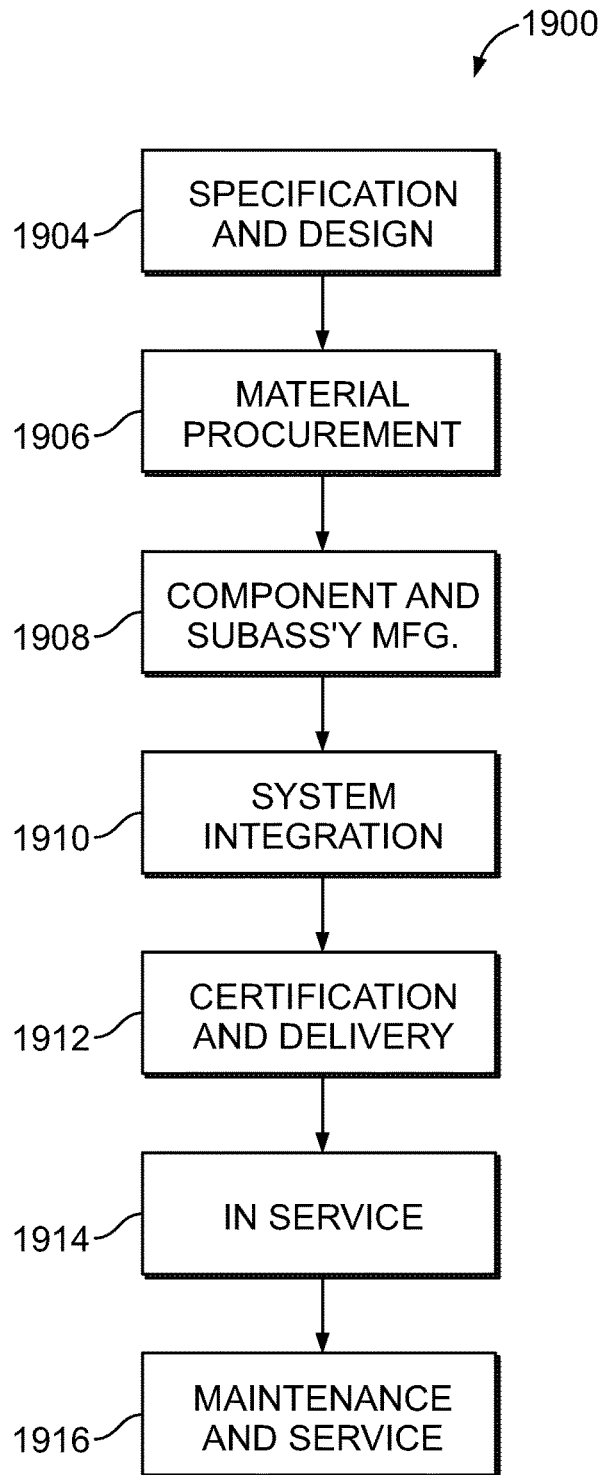 1900
1904
SPECIFICATION
AND DESIGN
1906
MATERIAL
PROCUREMENT
1908
COMPONENT AND
SUBASS'Y MFG.
1910
SYSTEM
INTEGRATION
1912
CERTIFICATION
AND DELIVERY
1914
IN SERVICE
1916
MAINTENANCE
AND SERVICE